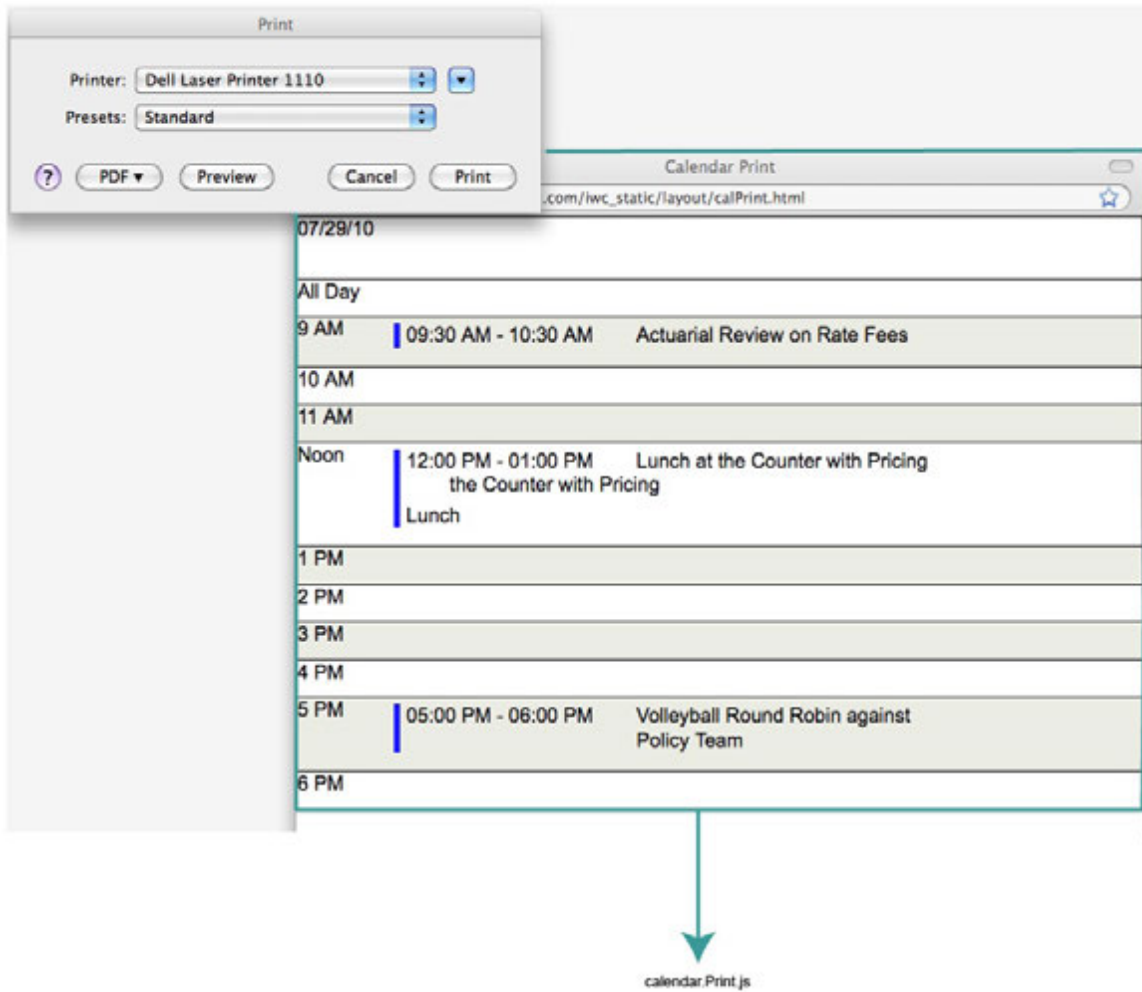 Print
Printer: Dell Laser Printer 1110
Presets: Standard
? PDF▼ Preview Cancel Print
Calendar Print
.com/iwc_static/layout/calPrint.html
07/29/10
All Day
9 AM 09:30 AM - 10:30 AM Actuarial Review on Rate Fees
10 AM
11 AM
Noon 12:00 PM - 01:00 PM Lunch at the Counter with Pricing
the Counter with Pricing
Lunch
1 PM
2 PM
3 PM
4 PM
5 PM 05:00 PM - 06:00 PM Volleyball Round Robin against
Policy Team
6 PM
calendar.Print.js